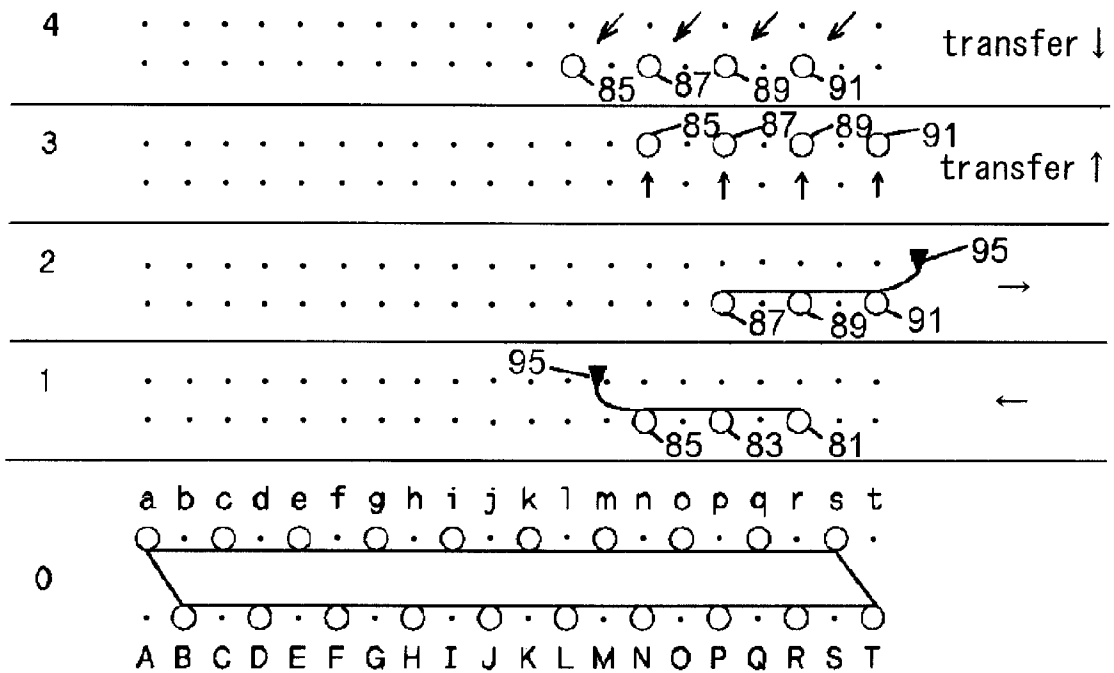 4
transfer ↓
85 87 89 91
85 87 89 91
3
transfer ↑
2
95
→
87 89 91
1
95
←
85 83 81
a b c d e f g h i j k l m n o p q r s t
0
A B C D E F G H I J K L M N O P Q R S T